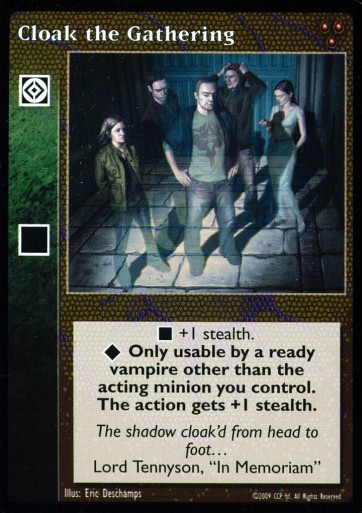 Cloak the Gathering
+1 stealth.
Only usable by a ready
vampire other than the
acting minion you control.
The action gets +1 stealth.
The shadow cloak'd from head to
foot…
Lord Tennyson, "In Memoriam"
Illus: Eric Deschamps
©2009 CCP hf. All Rights Reserved